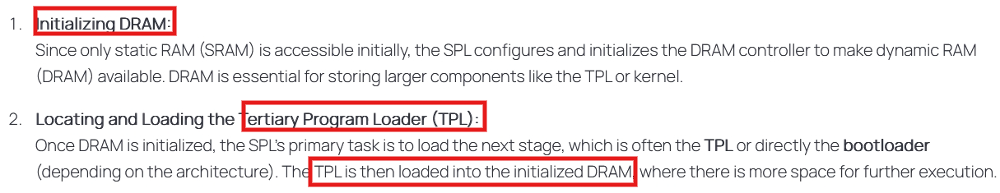 1. Initializing DRAM:
Since only static RAM (SRAM) is accessible initially, the SPL configures and initializes the DRAM controller to make dynamic RAM
(DRAM) available. DRAM is essential for storing larger components like the TPL or kernel.
2. Locating and Loading the Tertiary Program Loader (TPL):
Once DRAM is initialized, the SPL's primary task is to load the next stage, which is often the TPL or directly the bootloader
(depending on the architecture). The TPL is then loaded into the initialized DRAM, where there is more space for further execution.